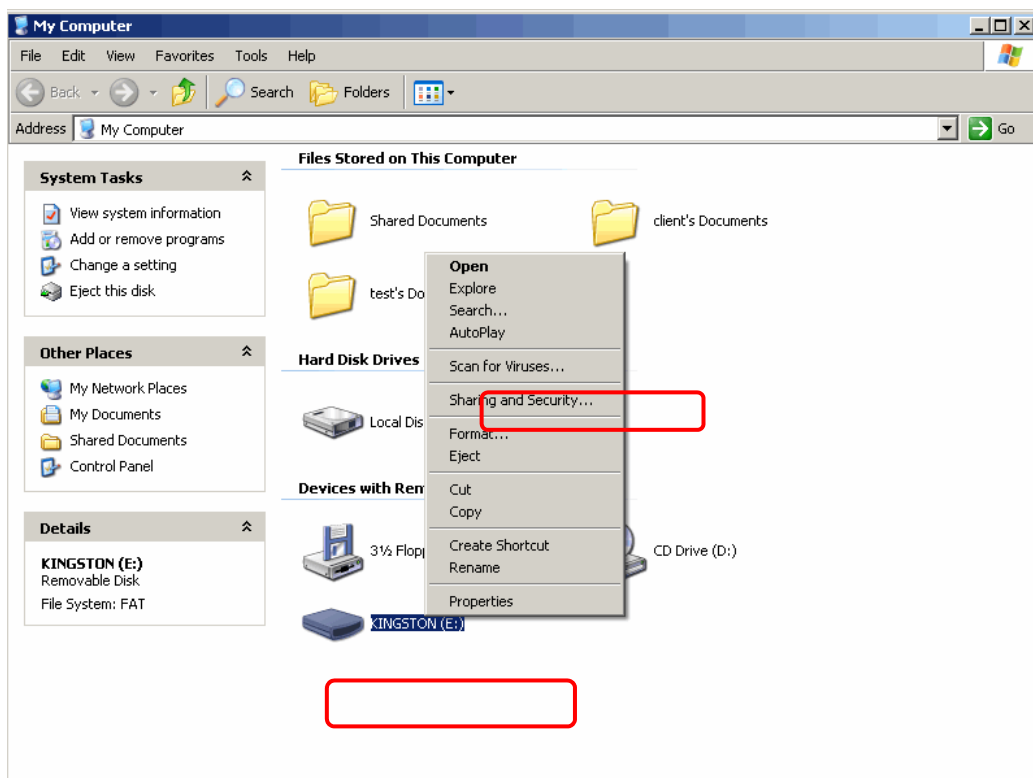 My Computer
File Edit View Favorites Tools Help
Back Search Folders
Address My Computer Go
System Tasks
View system information
Add or remove programs
Change a setting
Eject this disk
Other Places
My Network Places
My Documents
Shared Documents
Control Panel
Details
KINGSTON (E:)
Removable Disk
File System: FAT
Files Stored on This Computer
Shared Documents
client's Documents
test's Do
Hard Disk Drives
Local Dis
Devices with Rem
3½ Flopp
CD Drive (D:)
KINGSTON (E:)
Open
Explore
Search...
AutoPlay
Scan for Viruses...
Sharing and Security...
Format...
Eject
Cut
Copy
Create Shortcut
Rename
Properties